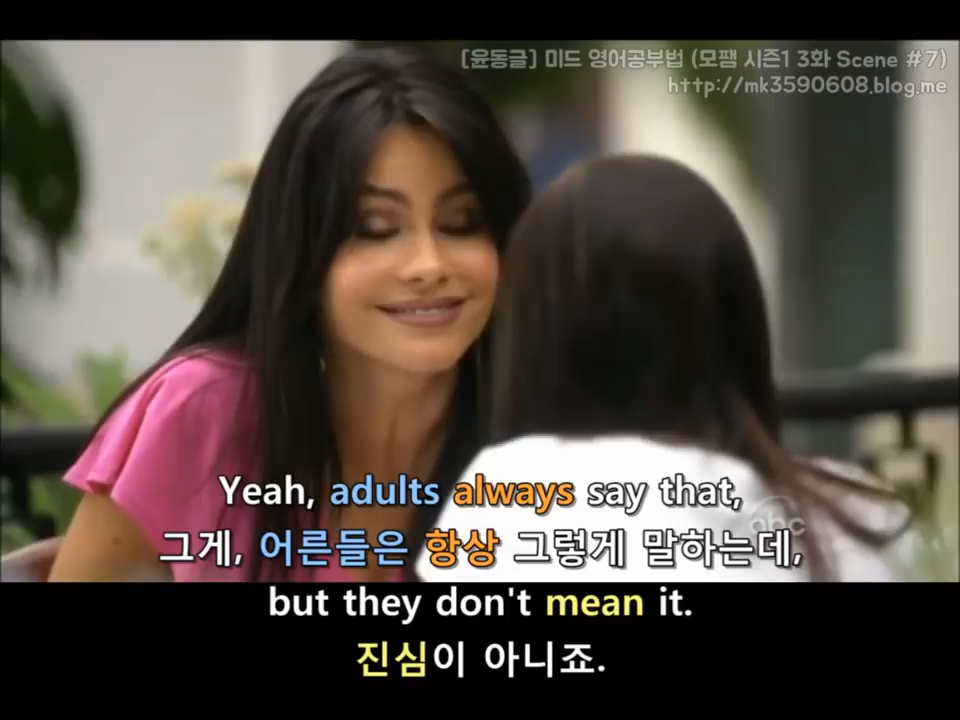 [윤동글] 미드 영어공부법 (모팸 시즌1 3화 Scene #7)
http://mk3590608.blog.me
Yeah, adults always say that,
abc
그게, 어른들은 항상 그렇게 말하는데,
but they don't mean it.
진심이 아니죠.